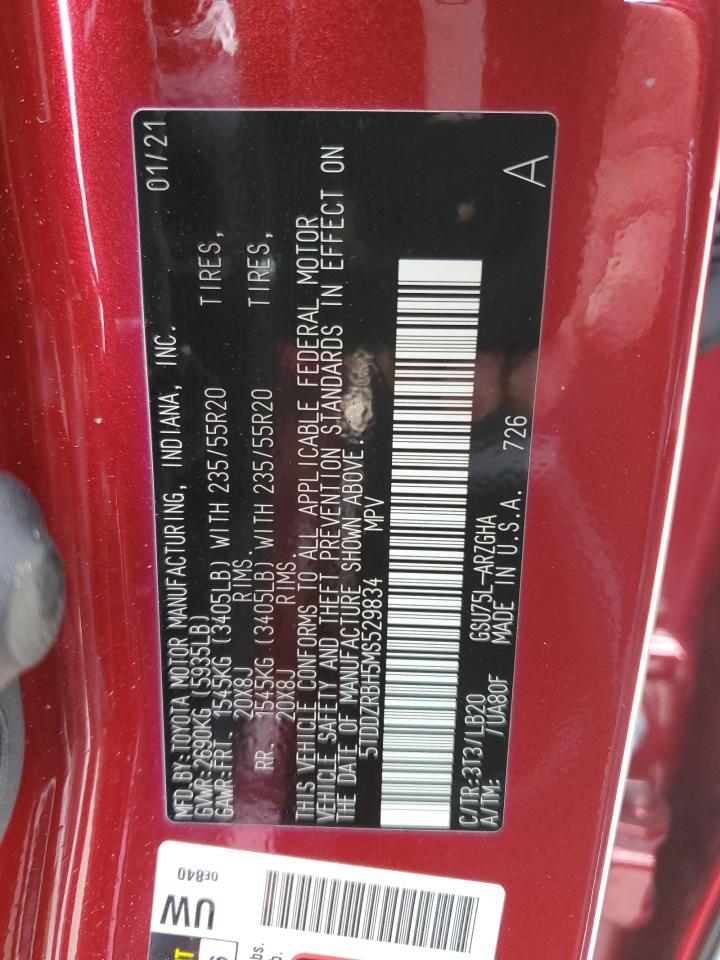 MFD.BY:TOYOTA MOTOR MANUFACTURING, INDIANA, INC. 01/21
GVWR:2690KG (5935LB)
GAWR:FRT. 1545KG (3405LB) WITH 235/55R20 TIRES,
20X8J RIMS.
RR. 1545KG (3405LB) WITH 235/55R20 TIRES,
20X8J RIMS.
THIS VEHICLE CONFORMS TO ALL APPLICABLE FEDERAL MOTOR
VEHICLE SAFETY AND THEFT PREVENTION STANDARDS IN EFFECT ON
THE DATE OF MANUFACTURE SHOWN ABOVE.
5TDDZRBH5MS529834 MPV
C/TR:3T3/LB20 GSU75L-ARZGHA
A/TM: /UA80F MADE IN U.S.A. 726 A
UW
0E840